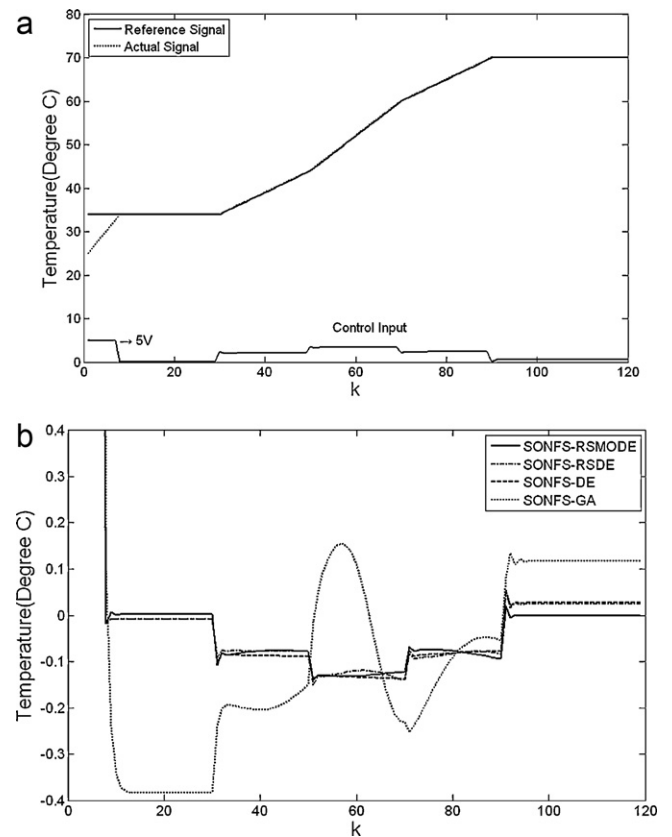 a
Reference Signal
Actual Signal
80
70
60
50
40
30
20
10
0
Temperature(Degree C)
→ 5V
Control Input
0 20 40 60 80 100 120
k
b
SONFS-RSMODE
SONFS-RSDE
SONFS-DE
SONFS-GA
0.4
0.3
0.2
0.1
0
-0.1
-0.2
-0.3
-0.4
Temperature(Degree C)
0 20 40 60 80 100 120
k